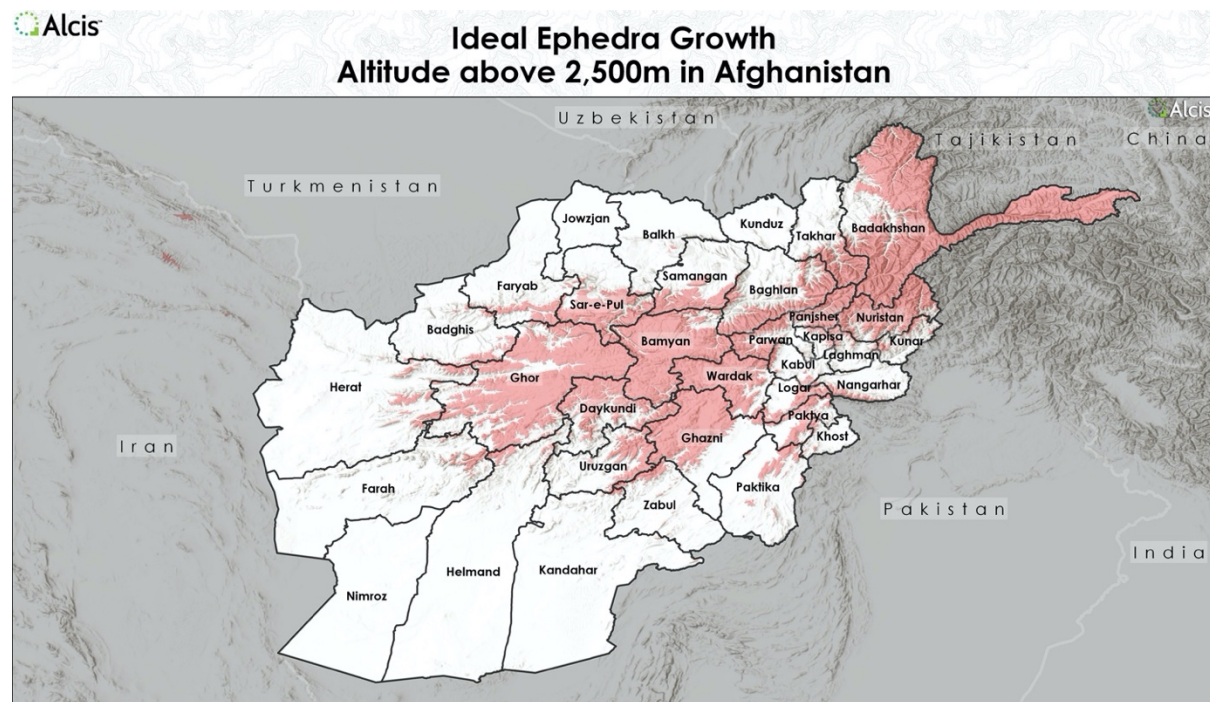 Alcis™
Ideal Ephedra Growth
Altitude above 2,500m in Afghanistan
Alcis
Uzbekistan
Tajikistan
China
Turkmenistan
Jowzjan
Balkh
Kunduz
Takhar
Badakhshan
Faryab
Samangan
Baghlan
Sar-e-Pul
Badghis
Panjsher
Nuristan
Bamyan
Parwan
Kapisa
Kunar
Laghman
Kabul
Herat
Ghor
Wardak
Logar
Nangarhar
Daykundi
Paktya
Iran
Ghazni
Khost
Uruzgan
Farah
Paktika
Zabul
Pakistan
India
Helmand
Kandahar
Nimroz